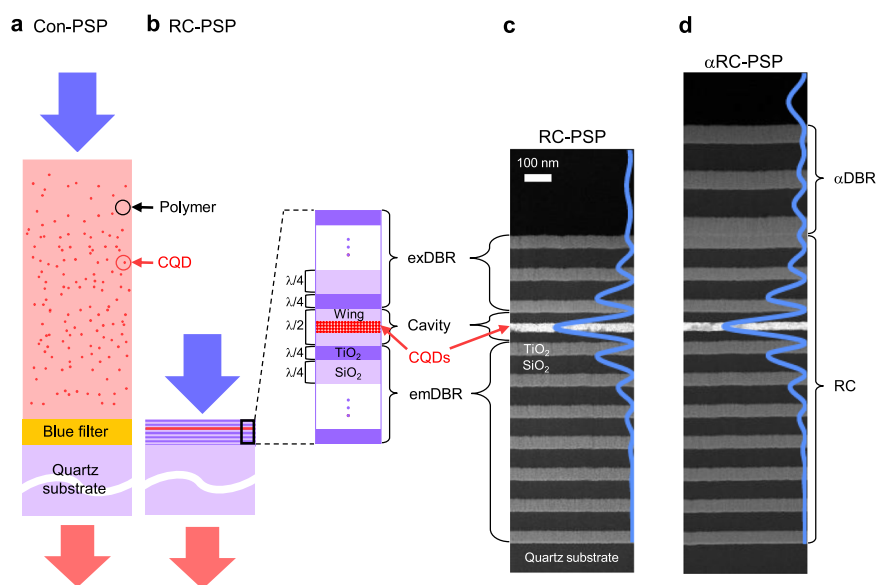 a Con-PSP
b RC-PSP
c
d
αRC-PSP
RC-PSP
100 nm
Polymer
CQD
Blue filter
Quartz
substrate
λ/4
λ/4
λ/2
λ/4
λ/4
Wing
TiO2
SiO2
exDBR
Cavity
CQDs
emDBR
TiO2
SiO2
Quartz substrate
αDBR
RC